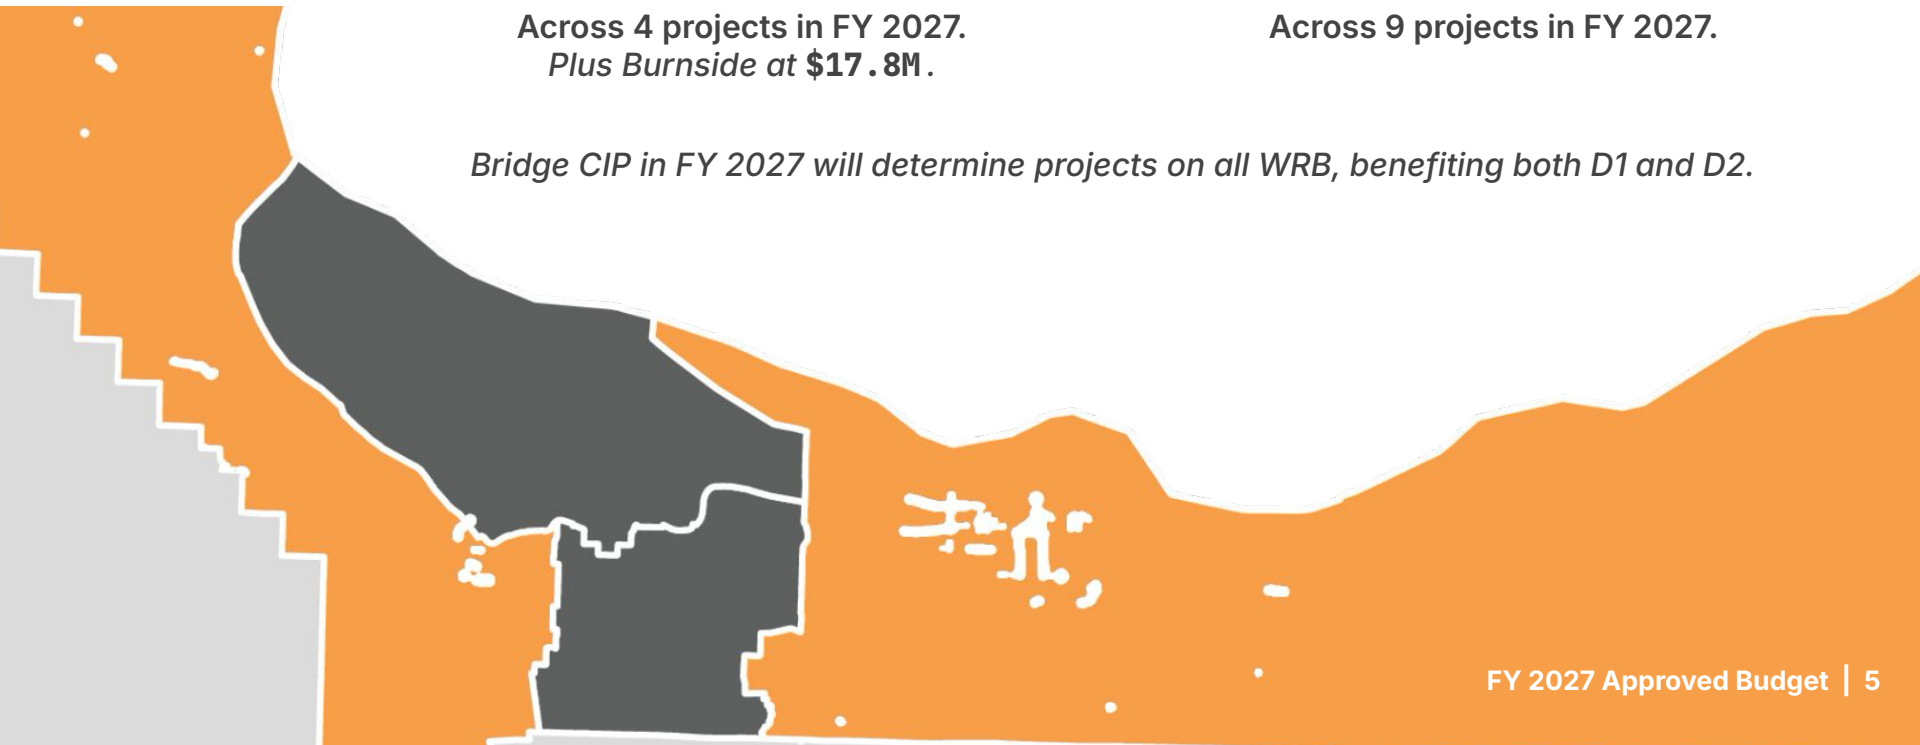 Across 4 projects in FY 2027.
Plus Burnside at $17.8M.
Across 9 projects in FY 2027.
Bridge CIP in FY 2027 will determine projects on all WRB, benefiting both D1 and D2.
FY 2027 Approved Budget | 5